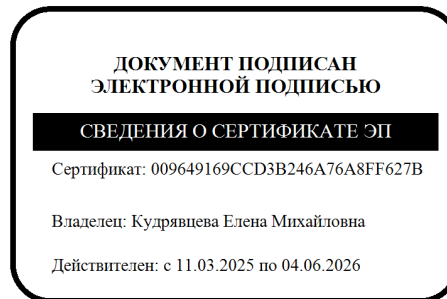 ДОКУМЕНТ ПОДПИСАН
ЭЛЕКТРОННОЙ ПОДПИСЬЮ
СВЕДЕНИЯ О СЕРТИФИКАТЕ ЭП
Сертификат: 009649169CCD3B246A76A8FF627B
Владелец: Кудрявцева Елена Михайловна
Действителен: с 11.03.2025 по 04.06.2026